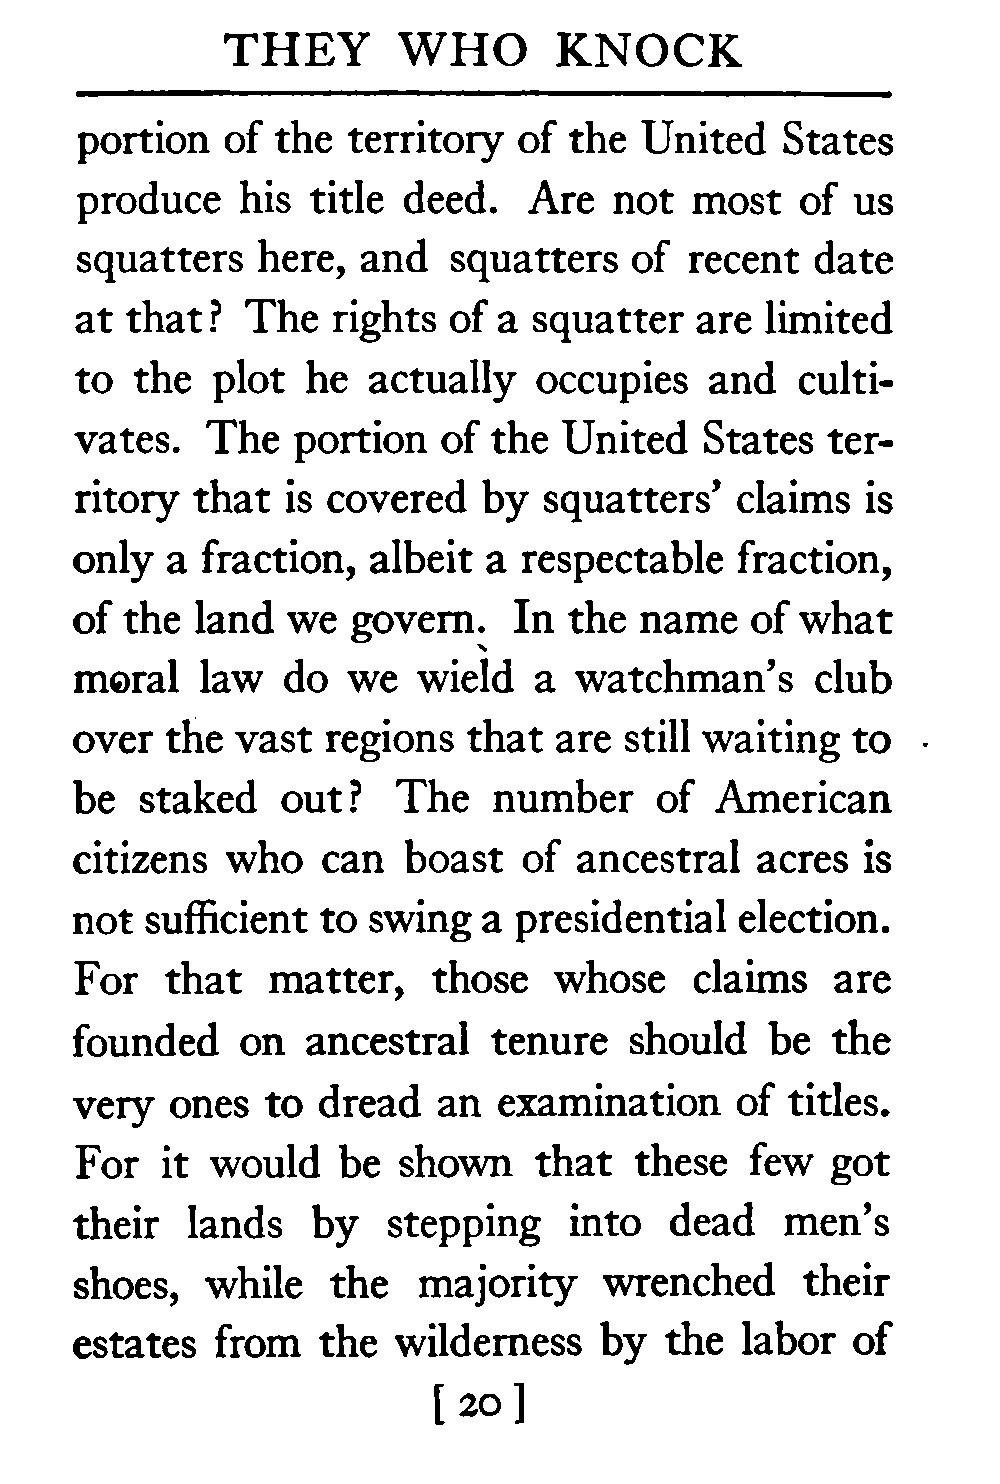 THEY WHO KNOCK
portion of the territory of the United States
produce his title deed. Are not most of us
squatters here, and squatters of recent date
at that? The rights of a squatter are limited
to the plot he actually occupies and culti-
vates. The portion of the United States ter-
ritory that is covered by squatters' claims is
only a fraction, albeit a respectable fraction,
of the land we govern. In the name of what
moral law do we wield a watchman's club
over the vast regions that are still waiting to
be staked out? The number of American
citizens who can boast of ancestral acres is
not sufficient to swing a presidential election.
For that matter, those whose claims are
founded on ancestral tenure should be the
very ones to dread an examination of titles.
For it would be shown that these few got
their lands by stepping into dead men's
shoes, while the majority wrenched their
estates from the wilderness by the labor of
[ 20 ]